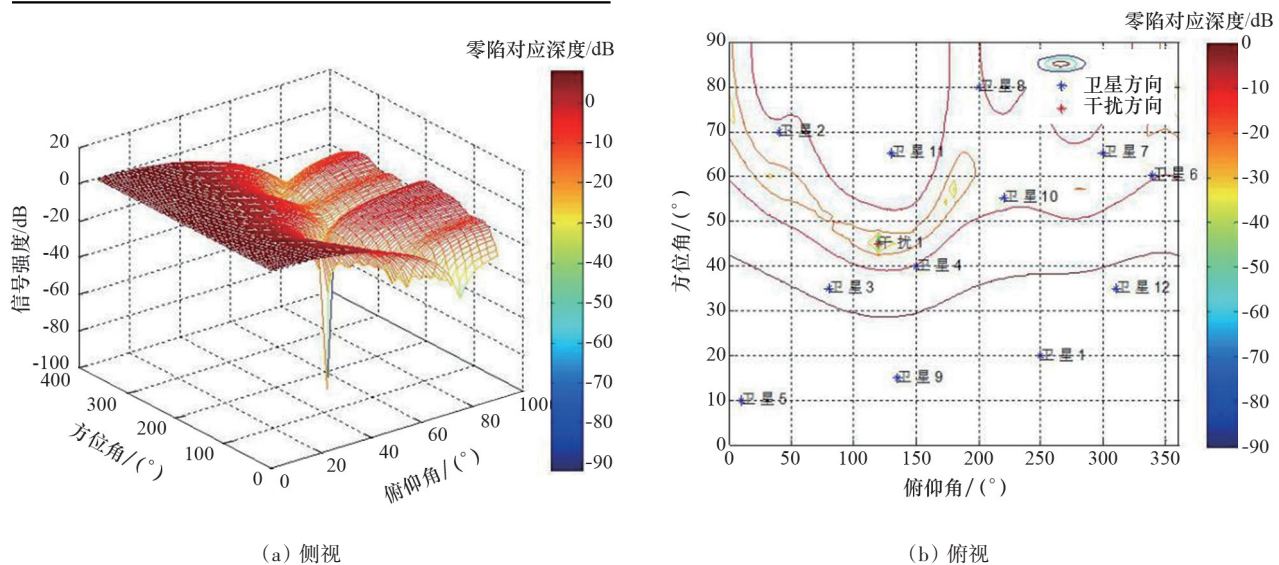 零陷对应深度/dB
0
-10
-20
-30
-40
-50
-60
-70
-80
-90
20
0
-20
-40
-60
-80
-100
信号强度/dB
400
300
200
100
0
方位角/(°)
0
20
40
60
80
100
俯仰角/(°)
(a) 侧视
零陷对应深度/dB
0
-10
-20
-30
-40
-50
-60
-70
-80
-90
90
80
70
60
50
40
30
20
10
0
方位角/(°)
卫星方向
干扰方向
卫星8
卫星2
卫星11
卫星7
卫星6
卫星10
干扰1
卫星4
卫星3
卫星12
卫星1
卫星9
卫星5
0
50
100
150
200
250
300
350
俯仰角/(°)
(b) 俯视